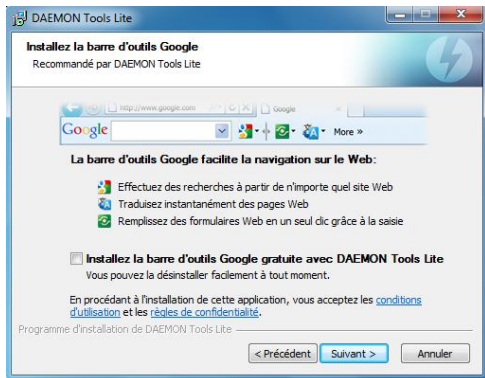 DAEMON Tools Lite
Installez la barre d'outils Google
Recommandé par DAEMON Tools Lite
http://www.google.com Google
Google More »
La barre d'outils Google facilite la navigation sur le Web:
Effectuez des recherches à partir de n'importe quel site Web
Traduisez instantanément des pages Web
Remplissez des formulaires Web en un seul clic grâce à la saisie
Installez la barre d'outils Google gratuite avec DAEMON Tools Lite
Vous pouvez la désinstaller facilement à tout moment.
En procédant à l'installation de cette application, vous acceptez les conditions
d'utilisation et les règles de confidentialité.
Programme d'installation de DAEMON Tools Lite
< Précédent Suivant > Annuler